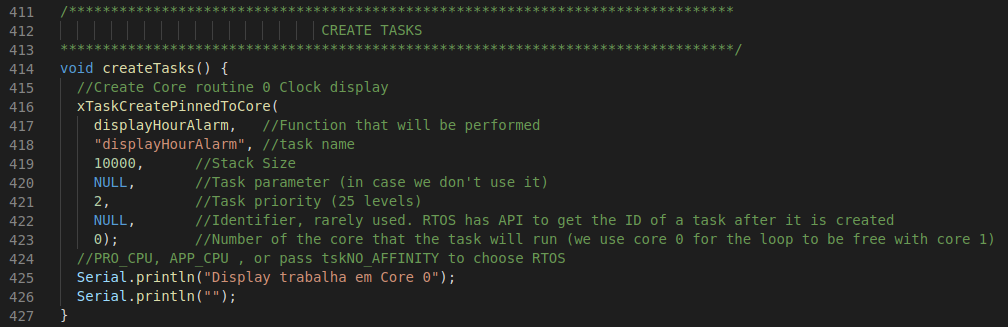 411 /*******************************************************************************
412 CREATE TASKS
413 ********************************************************************************/
414 void createTasks() {
415 //Create Core routine 0 Clock display
416 xTaskCreatePinnedToCore(
417 displayHourAlarm, //Function that will be performed
418 "displayHourAlarm", //task name
419 10000, //Stack Size
420 NULL, //Task parameter (in case we don't use it)
421 2, //Task priority (25 levels)
422 NULL, //Identifier, rarely used. RTOS has API to get the ID of a task after it is created
423 0); //Number of the core that the task will run (we use core 0 for the loop to be free with core 1)
424 //PRO_CPU, APP_CPU , or pass tskNO_AFFINITY to choose RTOS
425 Serial.println("Display trabalha em Core 0");
426 Serial.println("");
427 }